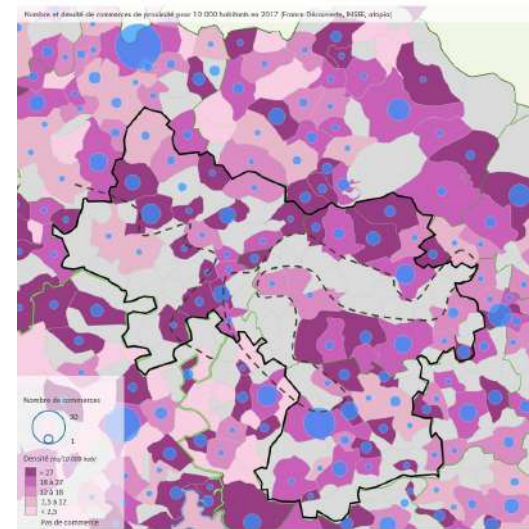 Nombre et densité de commerces de proximité pour 10 000 habitants en 2017 (France Découverte, INSEE, atopia)
Nombre de commerces
30
1
Densité (nb/10 000 hab)
> 27
18 à 27
12 à 18
2,5 à 12
< 2,5
Pas de commerce